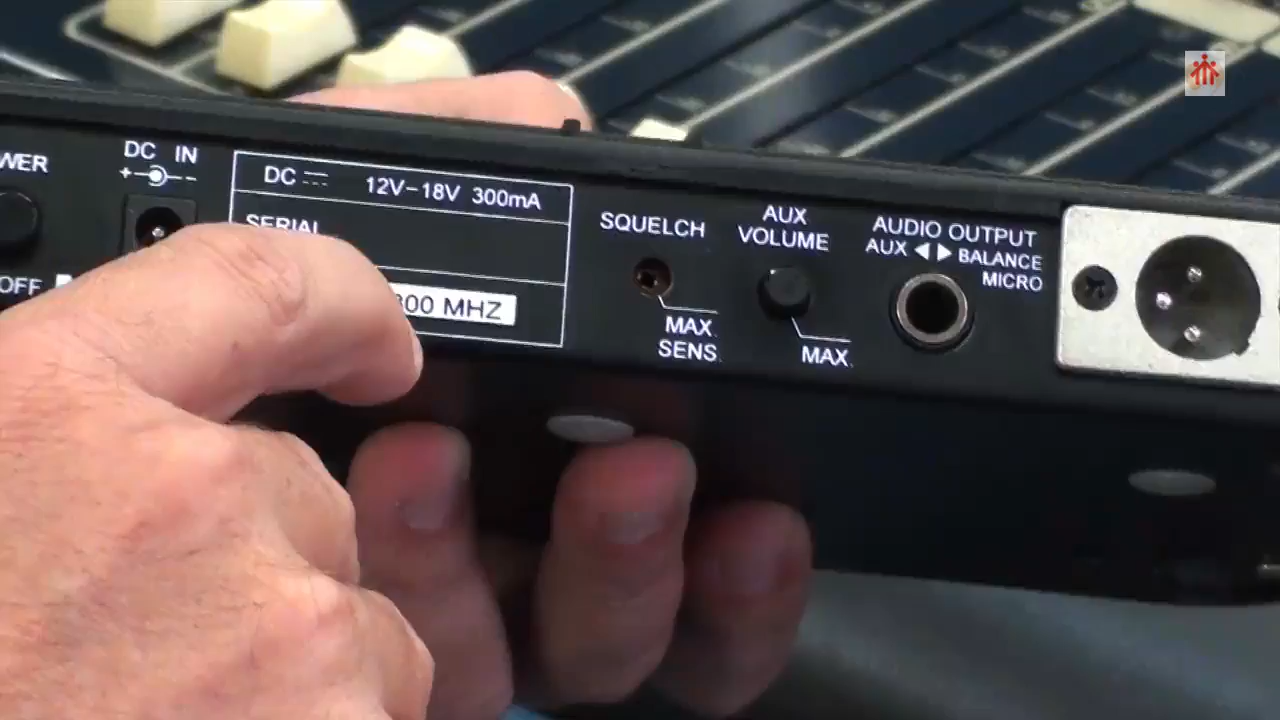 DC IN
OFF
DC 12V-18V 300mA
SERIAL
MHZ
SQUELCH
MAX.
SENS.
AUX
VOLUME
MAX.
AUDIO OUTPUT
AUX ◀ ▶ BALANCE
MICRO